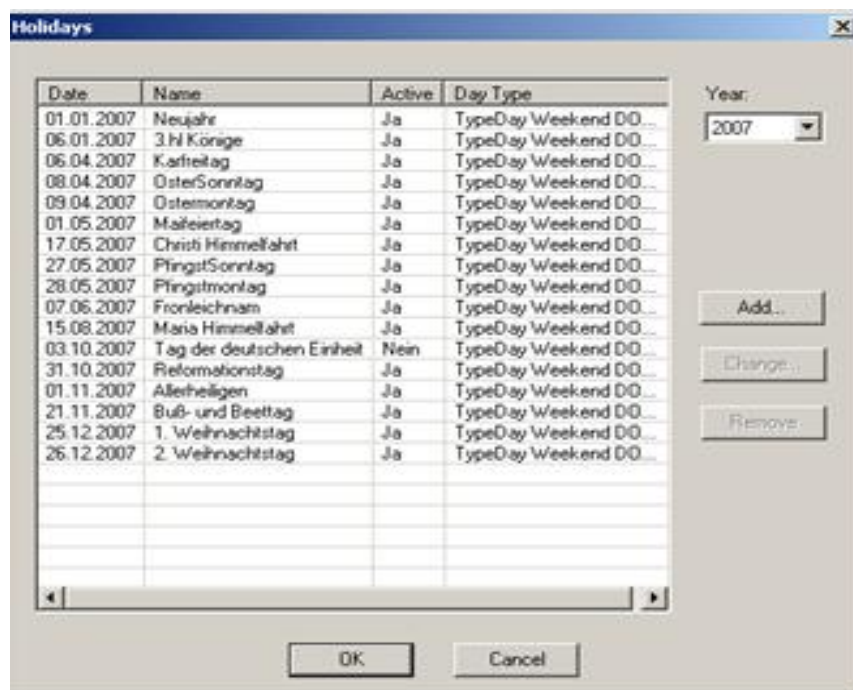 Holidays
Date Name Active Day Type
01.01.2007 Neujahr Ja TypeDay Weekend DO...
06.01.2007 3.hl Könige Ja TypeDay Weekend DO...
06.04.2007 Karfreitag Ja TypeDay Weekend DO...
08.04.2007 OsterSonntag Ja TypeDay Weekend DO...
09.04.2007 Ostermontag Ja TypeDay Weekend DO...
01.05.2007 Maifeiertag Ja TypeDay Weekend DO...
17.05.2007 Christi Himmelfahrt Ja TypeDay Weekend DO...
27.05.2007 PfingstSonntag Ja TypeDay Weekend DO...
28.05.2007 Pfingstmontag Ja TypeDay Weekend DO...
07.06.2007 Fronleichnam Ja TypeDay Weekend DO...
15.08.2007 Maria Himmelfahrt Ja TypeDay Weekend DO...
03.10.2007 Tag der deutschen Einheit Nein TypeDay Weekend DO...
31.10.2007 Reformationstag Ja TypeDay Weekend DO...
01.11.2007 Allerheiligen Ja TypeDay Weekend DO...
21.11.2007 Buß- und Beettag Ja TypeDay Weekend DO...
25.12.2007 1. Weihnachtstag Ja TypeDay Weekend DO...
26.12.2007 2. Weihnachtstag Ja TypeDay Weekend DO...
Year:
2007
Add...
Change...
Remove
OK Cancel